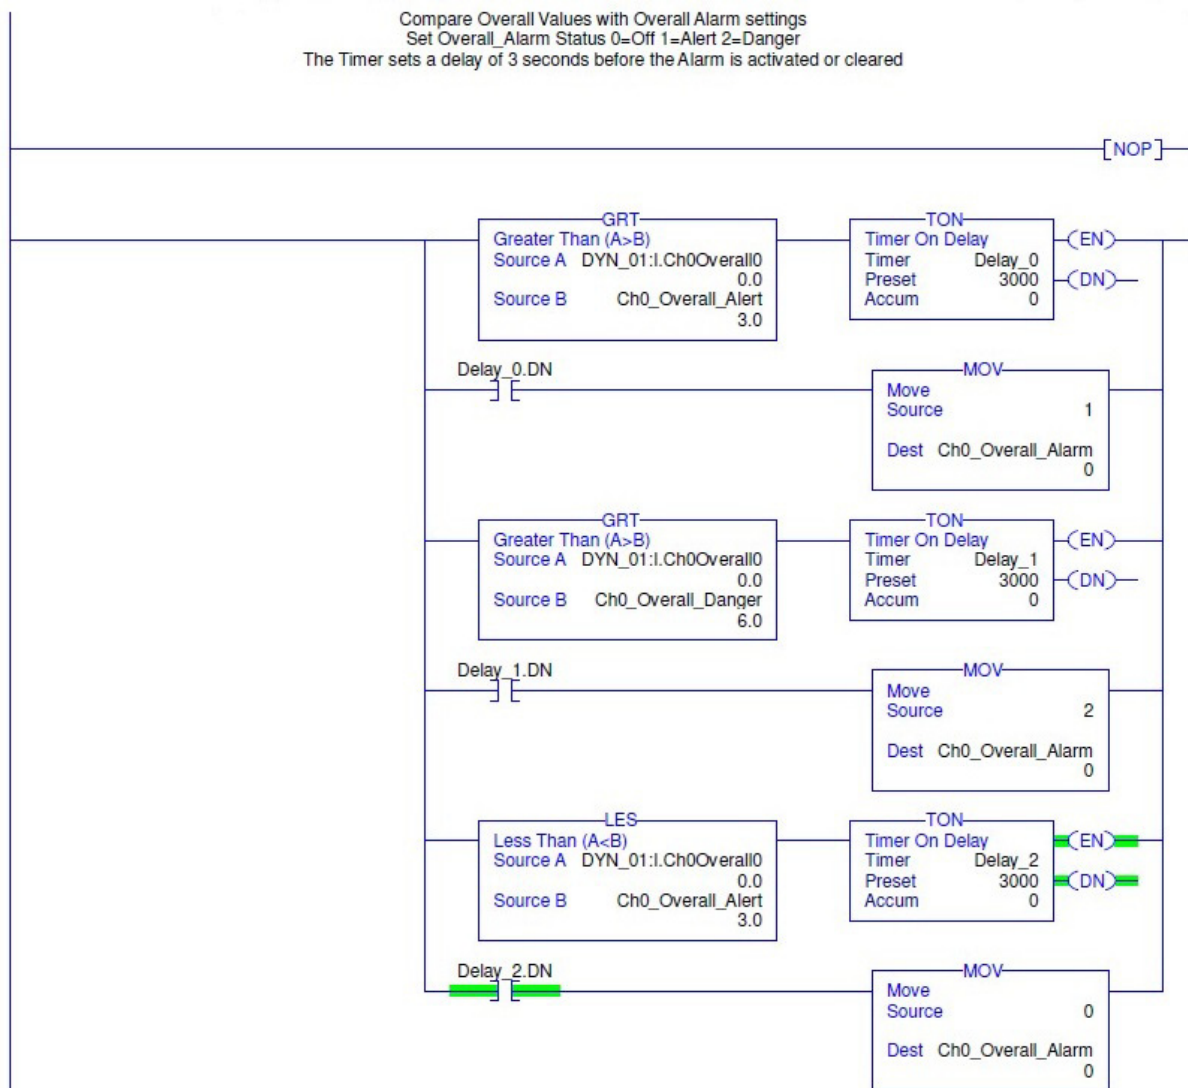 Compare Overall Values with Overall Alarm settings
Set Overall_Alarm Status 0=Off 1=Alert 2=Danger
The Timer sets a delay of 3 seconds before the Alarm is activated or cleared
NOP
GRT
Greater Than (A>B)
Source A DYN_01:I.Ch0Overall0
0.0
Source B Ch0_Overall_Alert
3.0
TON
Timer On Delay
Timer Delay_0
Preset 3000
Accum 0
EN
DN
Delay_0.DN
MOV
Move
Source 1
Dest Ch0_Overall_Alarm
0
GRT
Greater Than (A>B)
Source A DYN_01:I.Ch0Overall0
0.0
Source B Ch0_Overall_Danger
6.0
TON
Timer On Delay
Timer Delay_1
Preset 3000
Accum 0
EN
DN
Delay_1.DN
MOV
Move
Source 2
Dest Ch0_Overall_Alarm
0
LES
Less Than (A<B)
Source A DYN_01:I.Ch0Overall0
0.0
Source B Ch0_Overall_Alert
3.0
TON
Timer On Delay
Timer Delay_2
Preset 3000
Accum 0
EN
DN
Delay_2.DN
MOV
Move
Source 0
Dest Ch0_Overall_Alarm
0